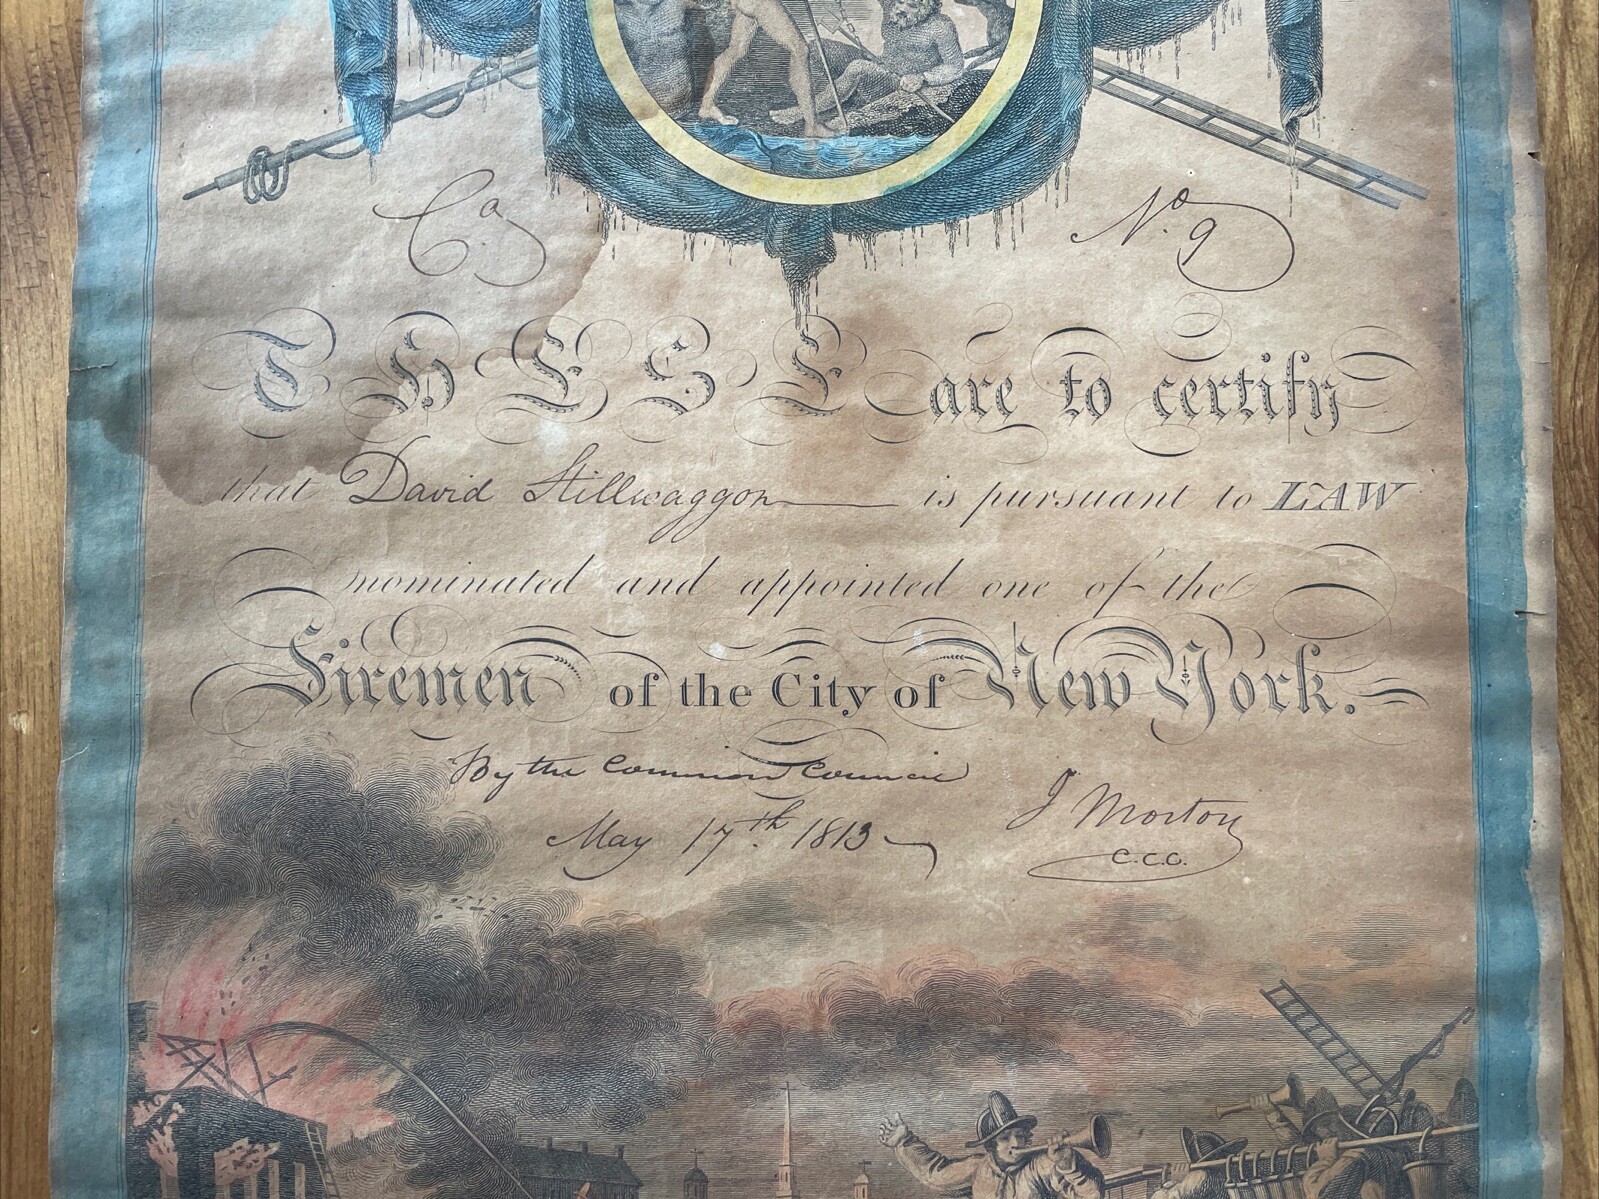 Co. No. 9
THESE are to certify
that David Stillwaggon is pursuant to LAW
nominated and appointed one of the
Firemen of the City of New York.
By the Common Council
May 17th. 1813 J Morton
C.C.C.